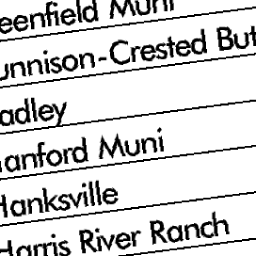 eenfield Muni
unnison-Crested But
adley
anford Muni
Hanksville
Harris River Ranch